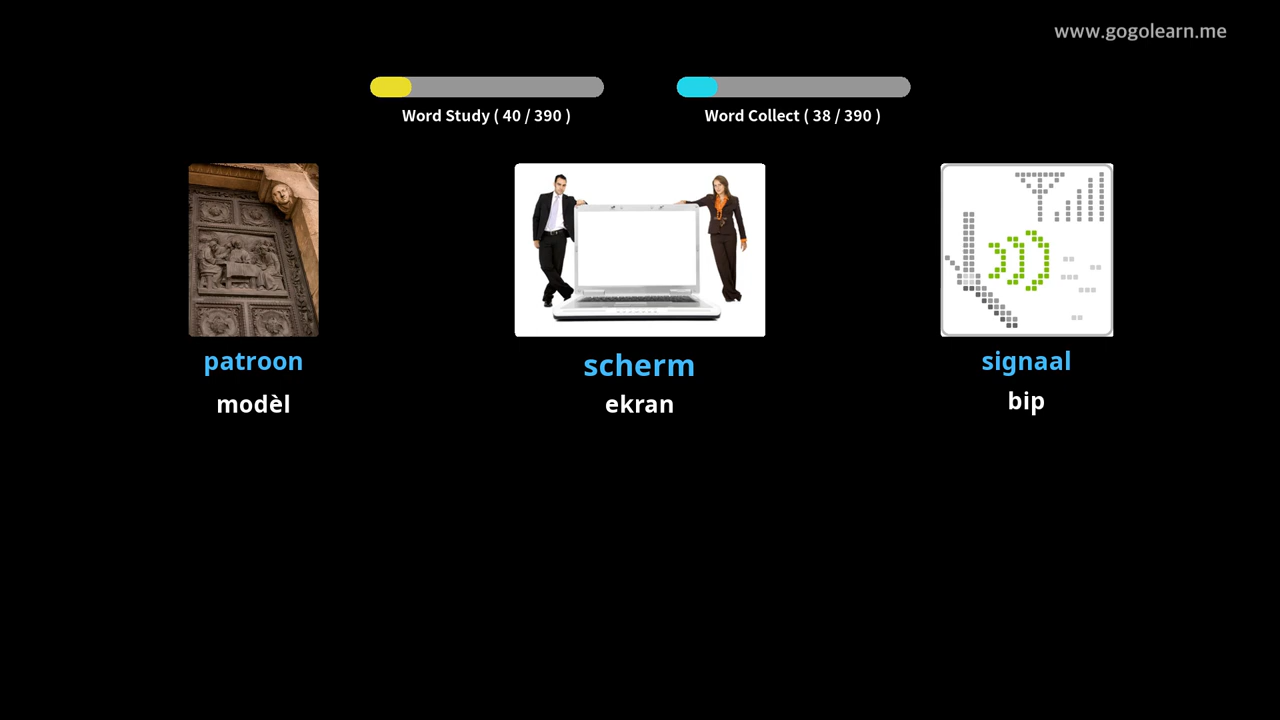 www.gogolearn.me
Word Study ( 40 / 390 )
Word Collect ( 38 / 390 )
patroon
scherm
signaal
modèl
ekran
bip